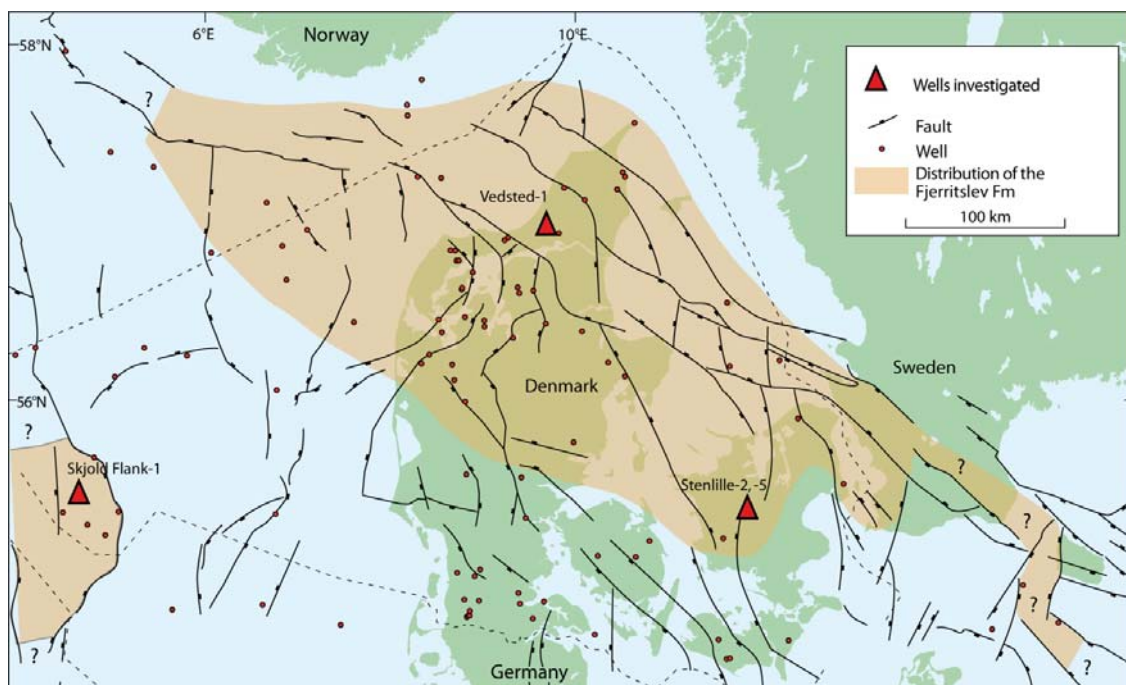 6°E
10°E
Norway
58°N
?
Wells investigated
Fault
Well
Distribution of the
Fjerritslev Fm
100 km
Vedsted-1
Sweden
Denmark
56°N
?
?
Skjold Flank-1
?
Stenlille-2, -5
?
?
?
?
Germany